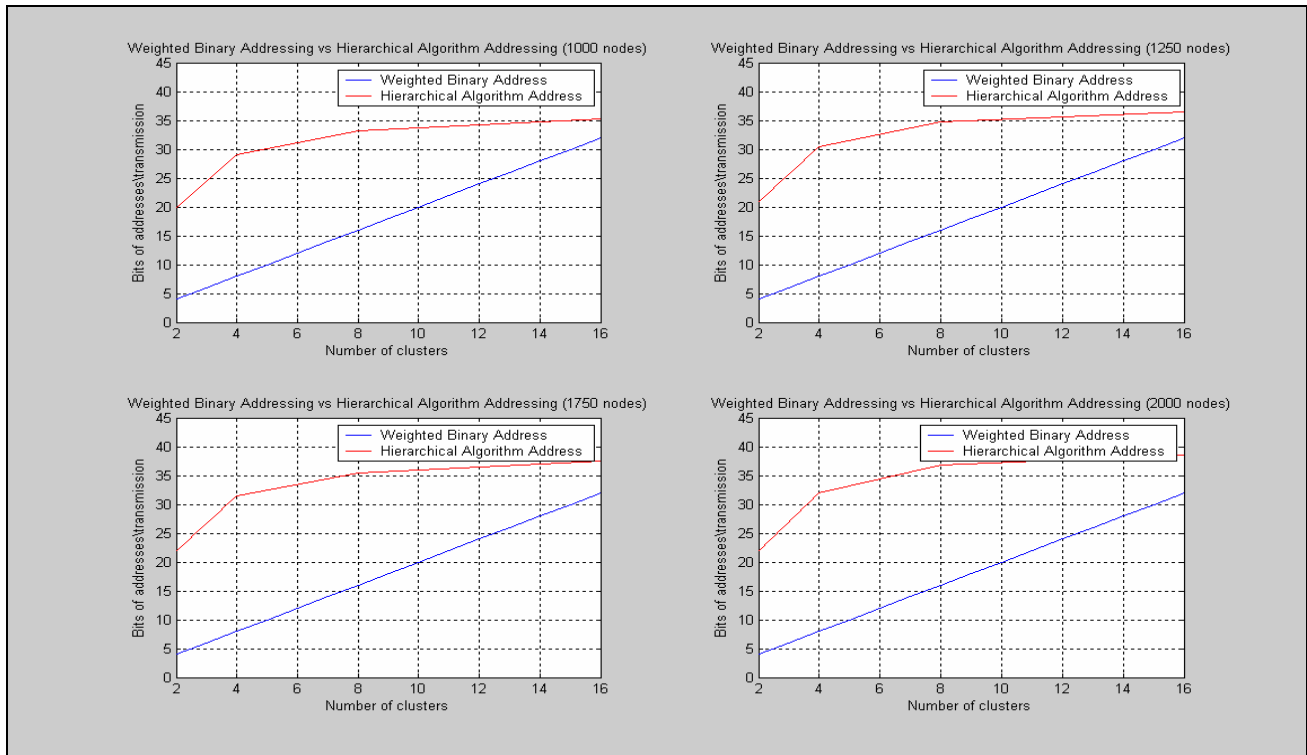 Weighted Binary Addressing vs Hierarchical Algorithm Addressing (1000 nodes)
Weighted Binary Address
Hierarchical Algorithm Address
Bits of addresses\transmission
45
40
35
30
25
20
15
10
5
0
2 4 6 8 10 12 14 16
Number of clusters
Weighted Binary Addressing vs Hierarchical Algorithm Addressing (1250 nodes)
Weighted Binary Address
Hierarchical Algorithm Address
Bits of addresses\transmission
45
40
35
30
25
20
15
10
5
0
2 4 6 8 10 12 14 16
Number of clusters
Weighted Binary Addressing vs Hierarchical Algorithm Addressing (1750 nodes)
Weighted Binary Address
Hierarchical Algorithm Address
Bits of addresses\transmission
45
40
35
30
25
20
15
10
5
0
2 4 6 8 10 12 14 16
Number of clusters
Weighted Binary Addressing vs Hierarchical Algorithm Addressing (2000 nodes)
Weighted Binary Address
Hierarchical Algorithm Address
Bits of addresses\transmission
45
40
35
30
25
20
15
10
5
0
2 4 6 8 10 12 14 16
Number of clusters